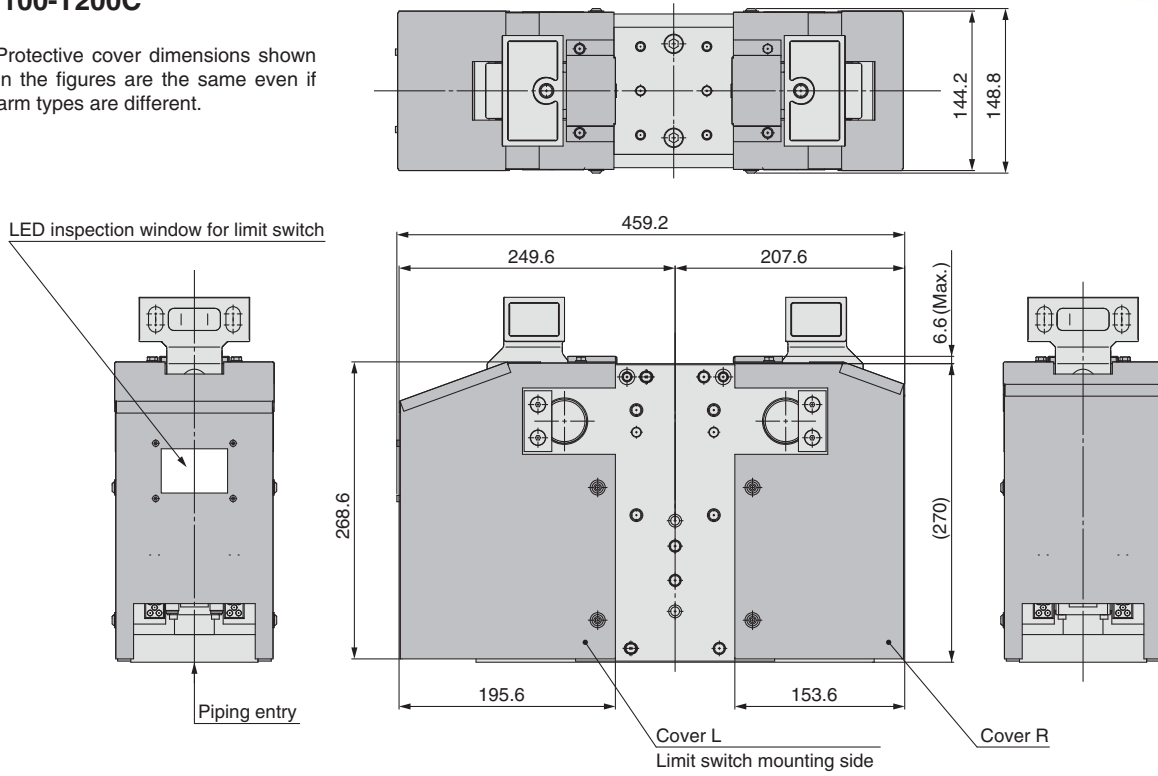 100-1200C
Protective cover dimensions shown
in the figures are the same even if
arm types are different.
144.2
148.8
LED inspection window for limit switch
459.2
249.6
207.6
6.6 (Max.)
268.6
(270)
195.6
153.6
Piping entry
Cover L
Limit switch mounting side
Cover R